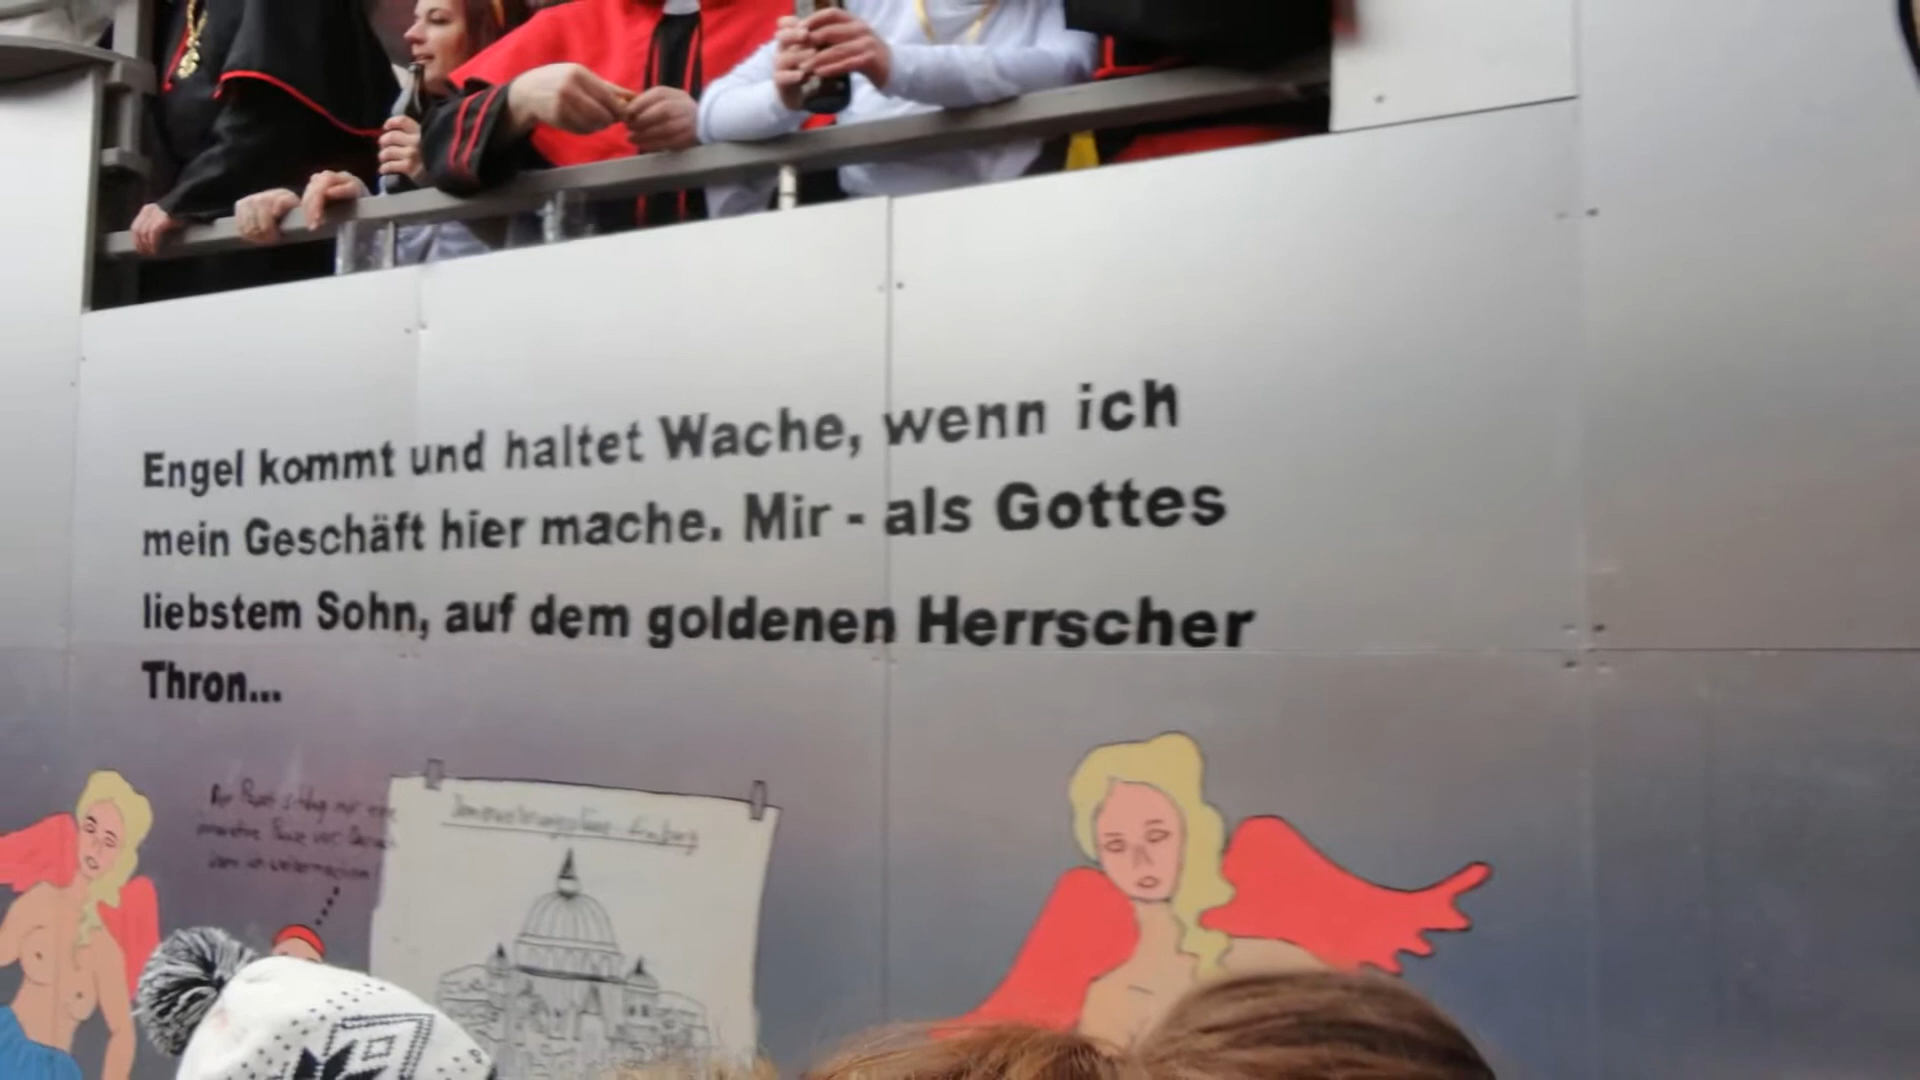 Engel kommt und haltet Wache, wenn ich
mein Geschäft hier mache. Mir - als Gottes
liebstem Sohn, auf dem goldenen Herrscher
Thron...